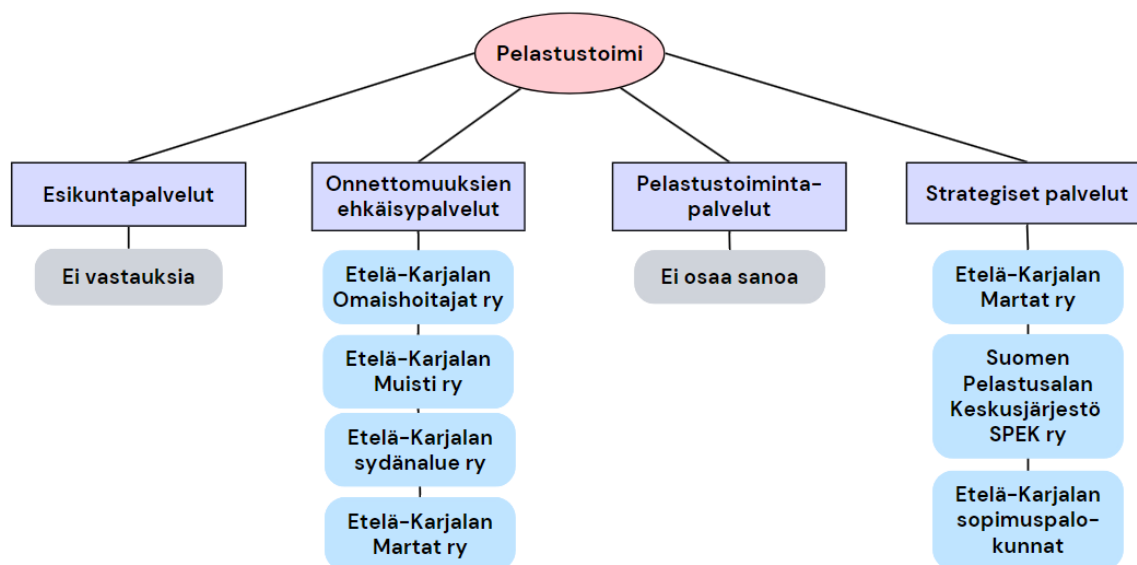 Pelastustoimi
Esikuntapalvelut
Ei vastauksia
Onnettomuuksien
ehkäisypalvelut
Etelä-Karjalan
Omaishoitajat ry
Etelä-Karjalan
Muisti ry
Etelä-Karjalan
sydänalue ry
Etelä-Karjalan
Martat ry
Pelastustoiminta-
palvelut
Ei osaa sanoa
Strategiset palvelut
Etelä-Karjalan
Martat ry
Suomen
Pelastusalan
Keskusjärjestö
SPEK ry
Etelä-Karjalan
sopimuspalo-
kunnat